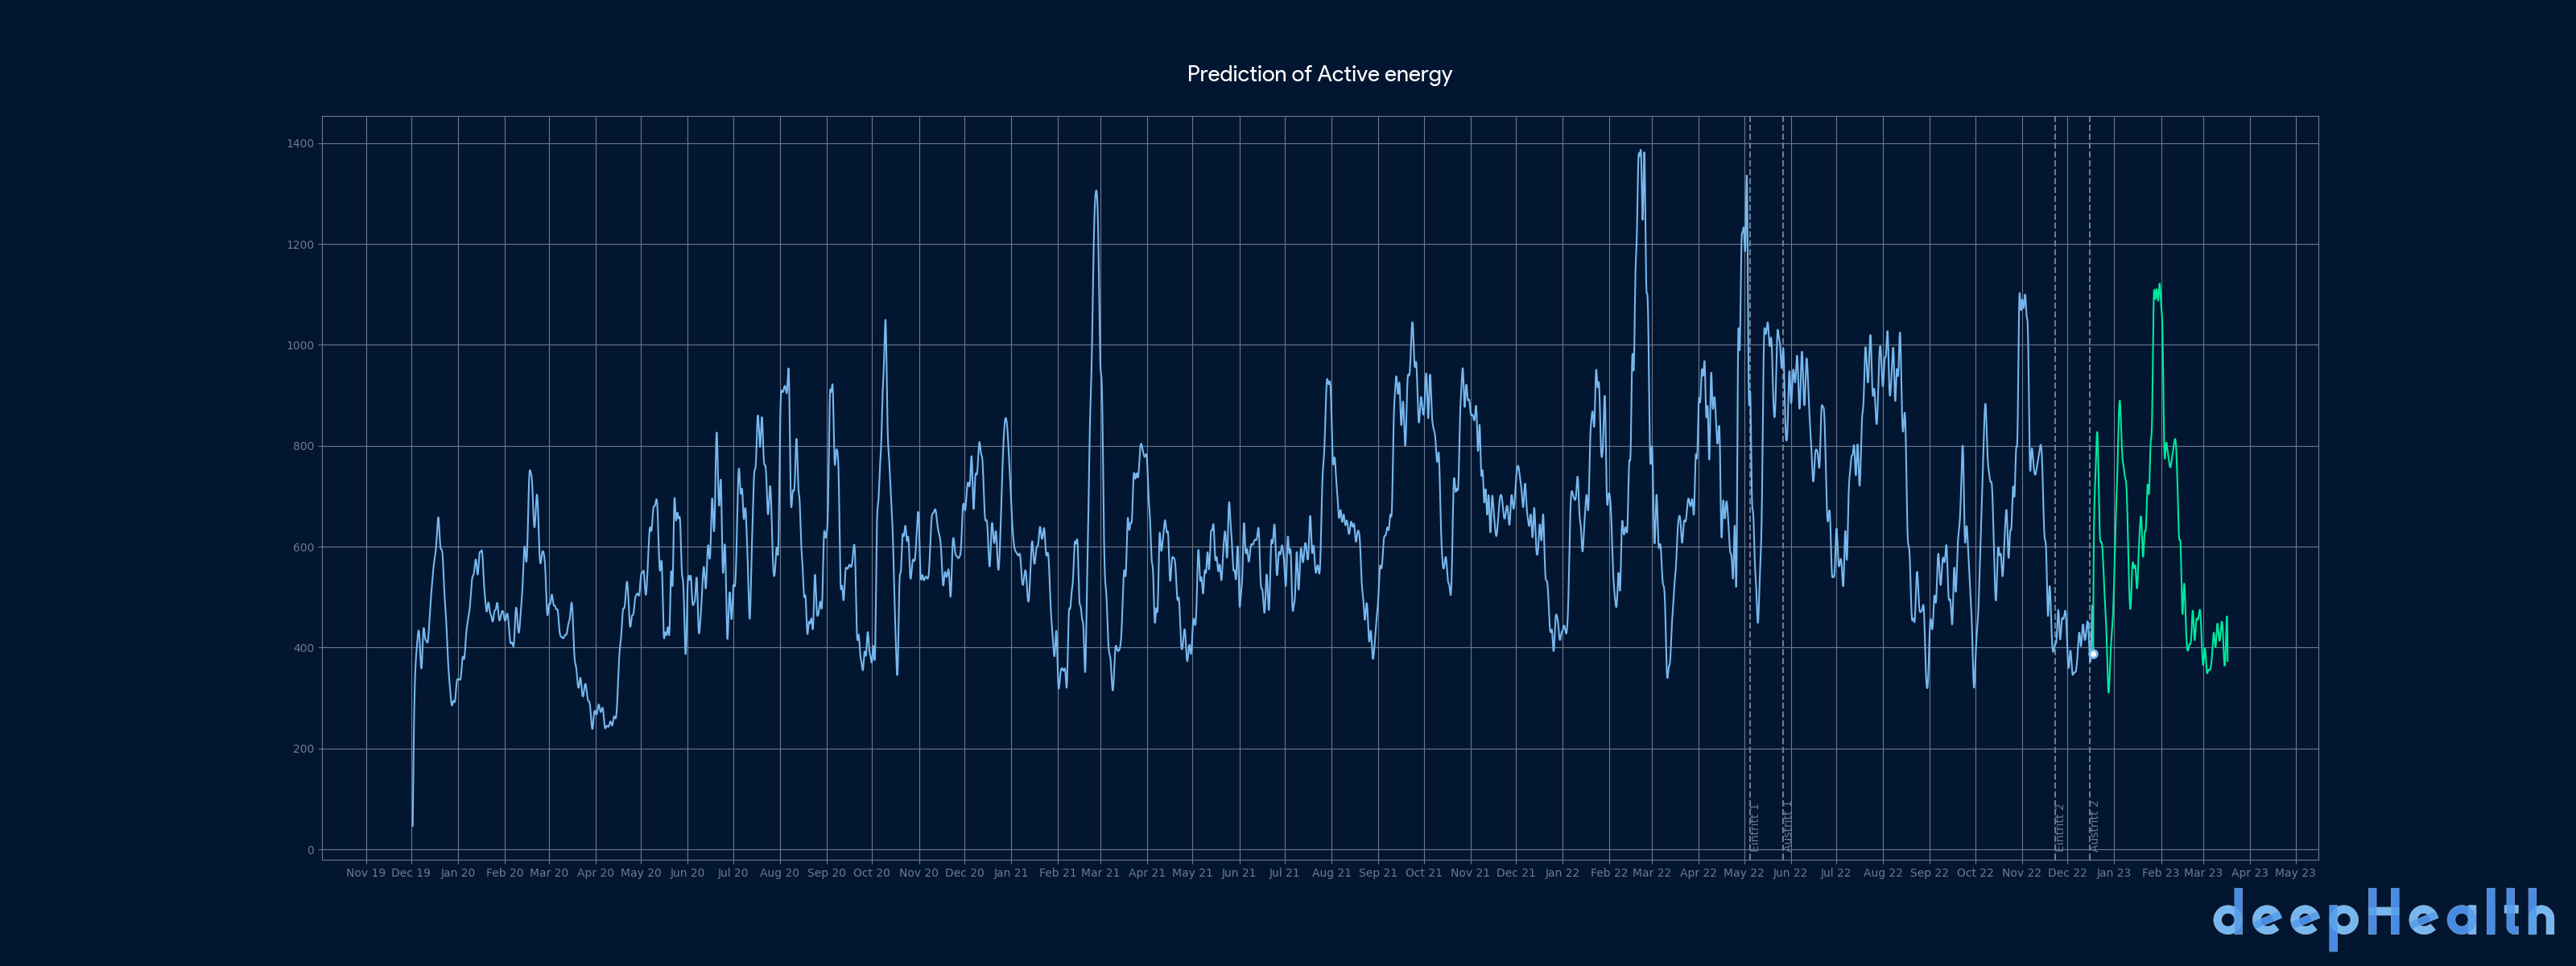 Prediction of Active energy
1400
1200
1000
800
600
400
200
0
Eintritt 1
Austritt 1
Eintritt 2
Austritt 2
Nov 19 Dec 19 Jan 20 Feb 20 Mar 20 Apr 20 May 20 Jun 20 Jul 20 Aug 20 Sep 20 Oct 20 Nov 20 Dec 20 Jan 21 Feb 21 Mar 21 Apr 21 May 21 Jun 21 Jul 21 Aug 21 Sep 21 Oct 21 Nov 21 Dec 21 Jan 22 Feb 22 Mar 22 Apr 22 May 22 Jun 22 Jul 22 Aug 22 Sep 22 Oct 22 Nov 22 Dec 22 Jan 23 Feb 23 Mar 23 Apr 23 May 23
deepHealth